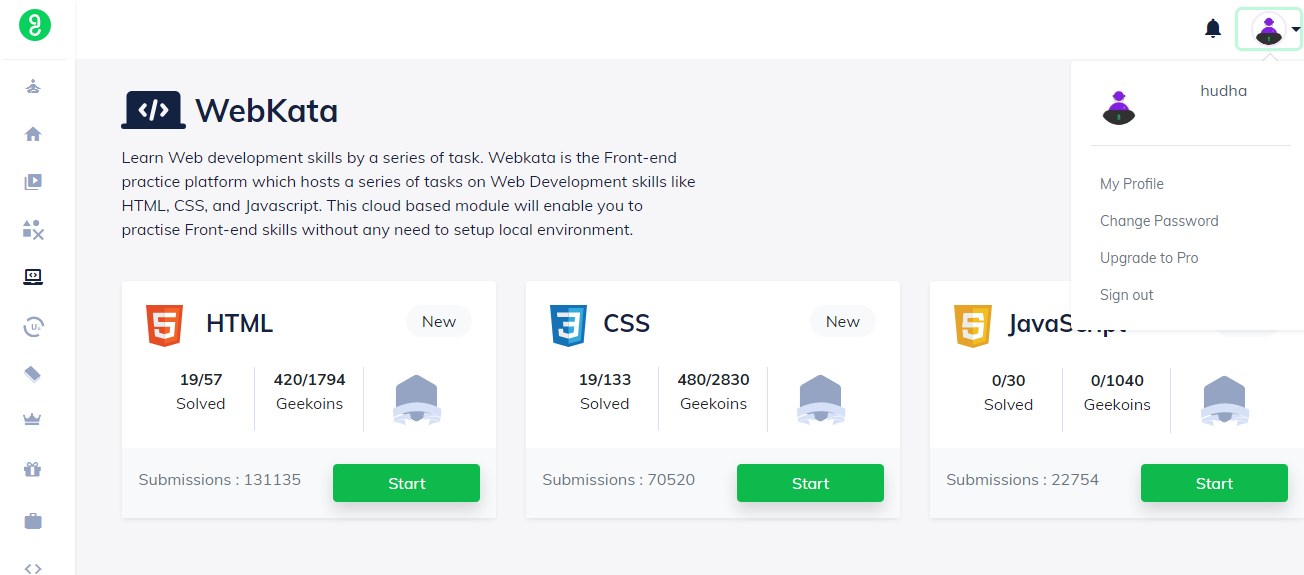 hudha
My Profile
Change Password
Upgrade to Pro
Sign out
WebKata
Learn Web development skills by a series of task. Webkata is the Front-end
practice platform which hosts a series of tasks on Web Development skills like
HTML, CSS, and Javascript. This cloud based module will enable you to
practise Front-end skills without any need to setup local environment.
HTML
New
19/57
Solved
420/1794
Geekoins
Submissions : 131135
Start
CSS
New
19/133
Solved
480/2830
Geekoins
Submissions : 70520
Start
JavaScript
0/30
Solved
0/1040
Geekoins
Submissions : 22754
Start